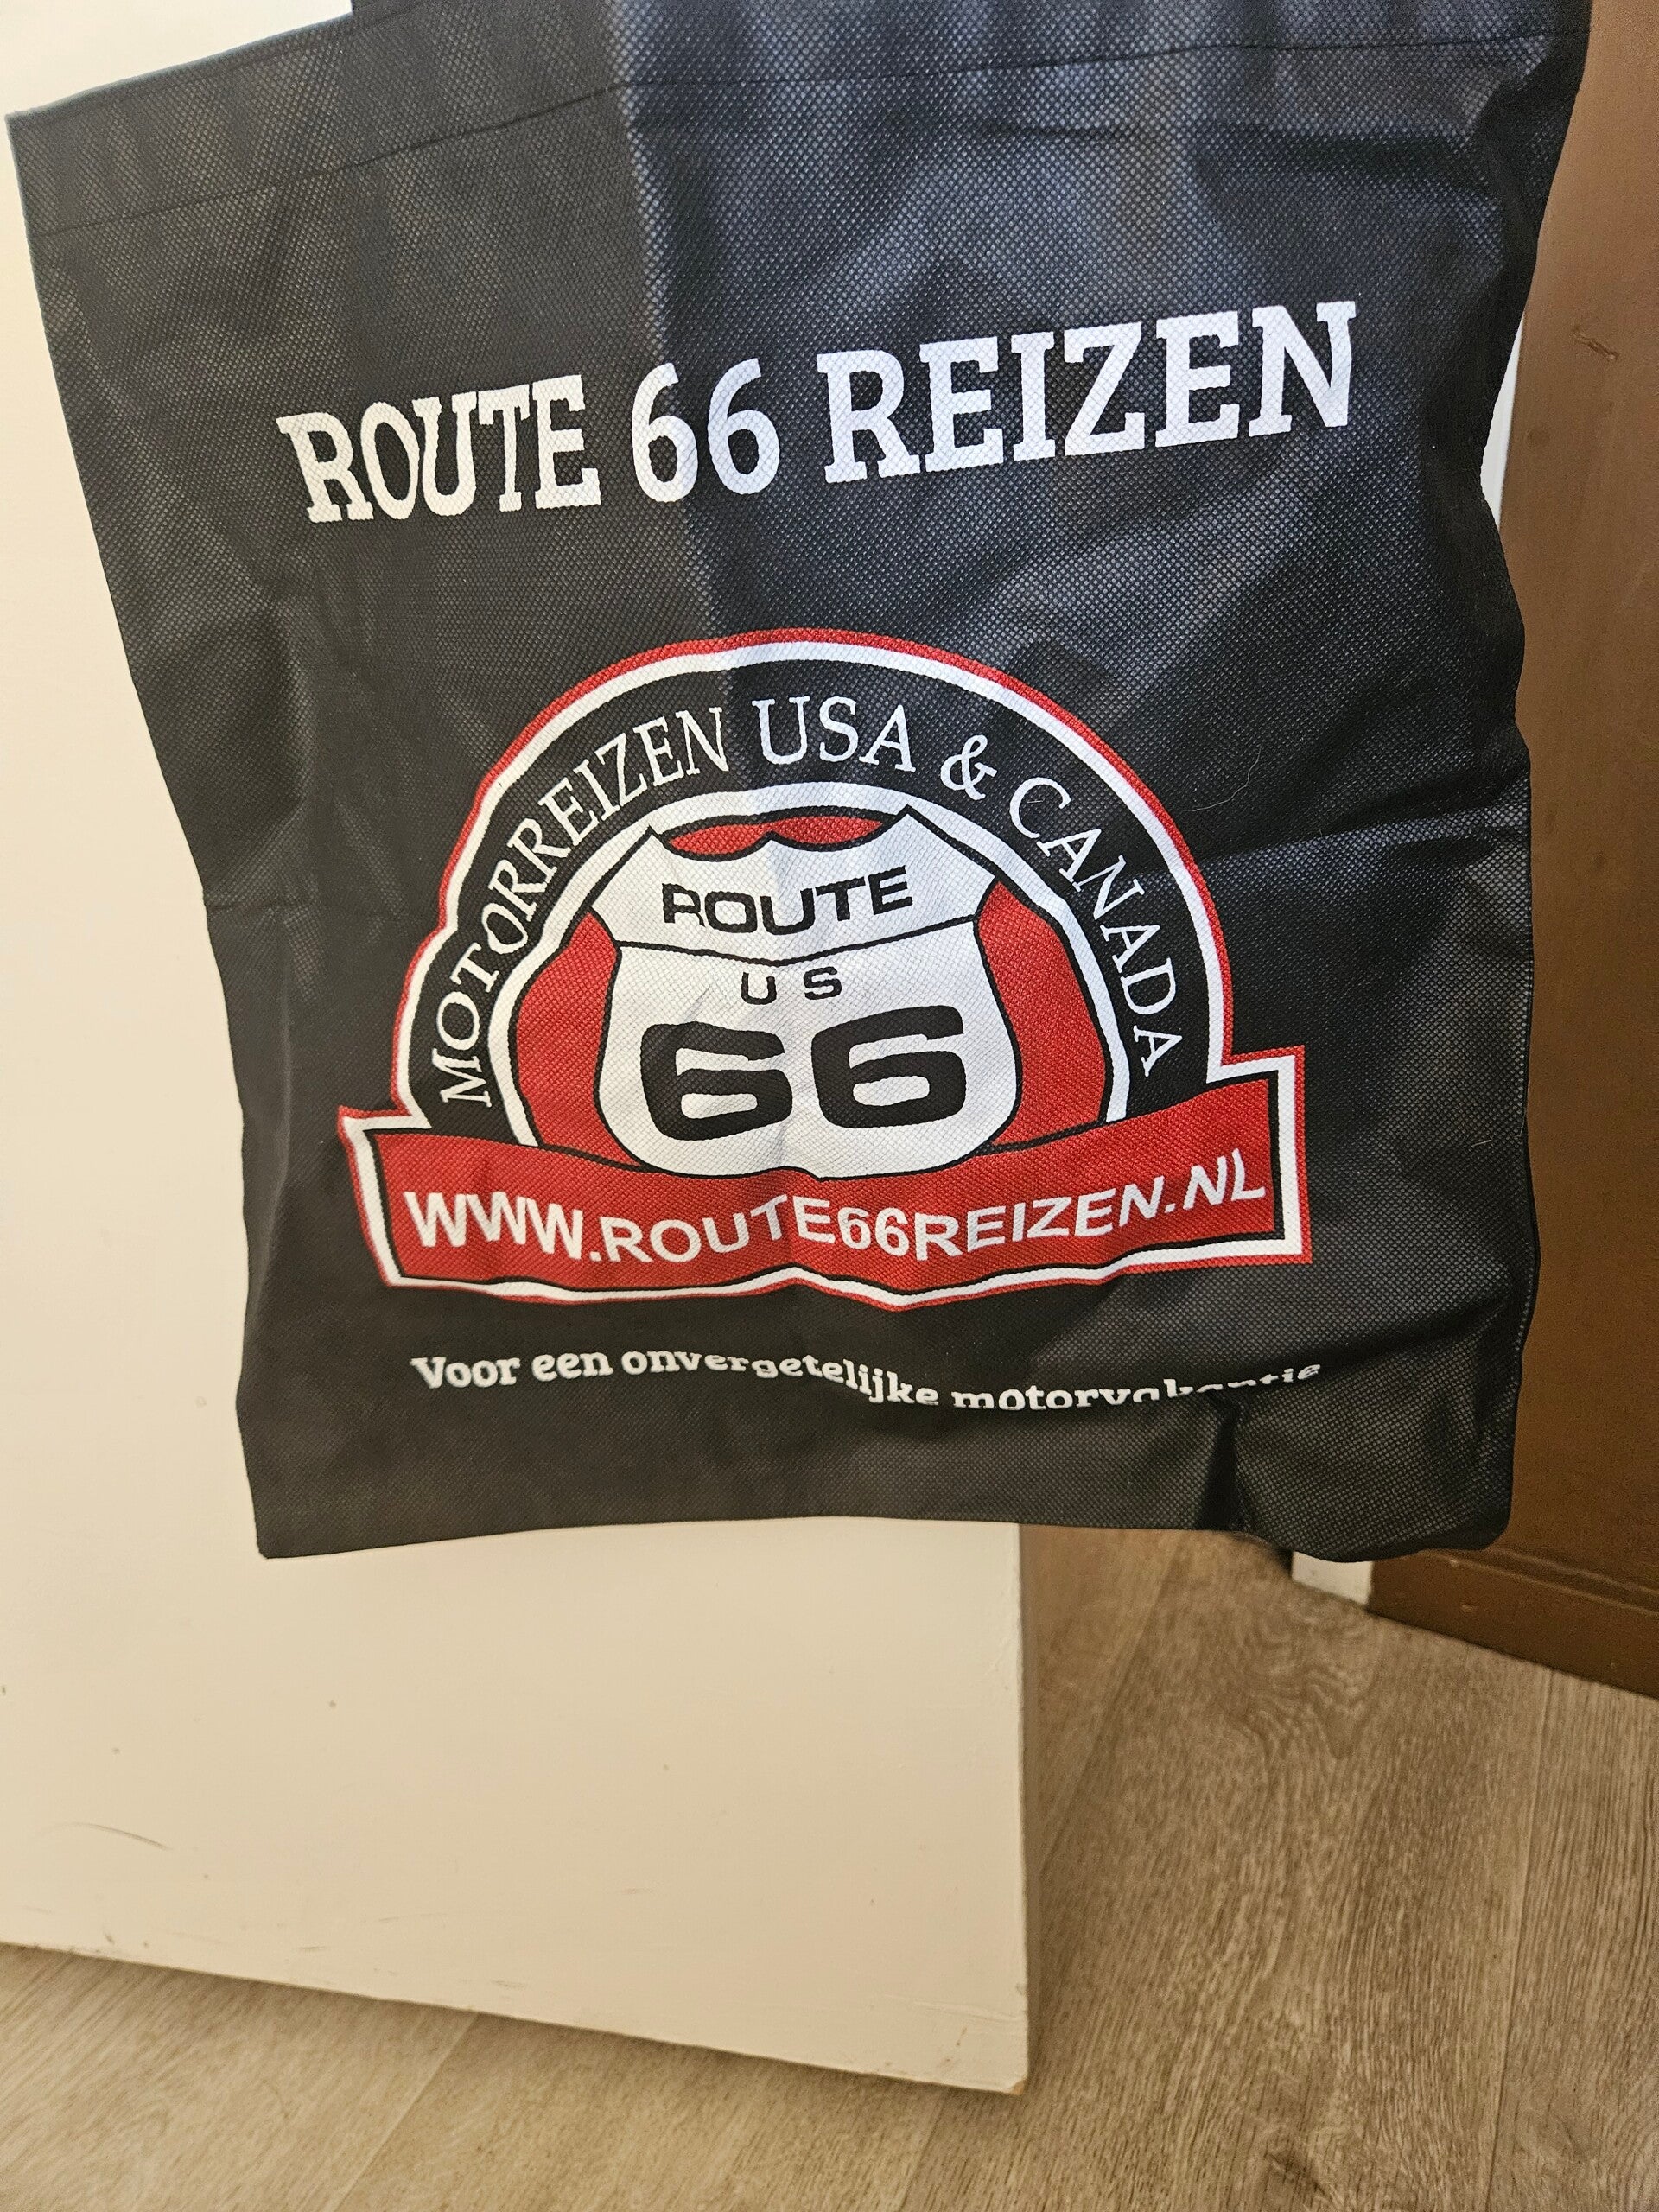 ROUTE 66 REIZEN
MOTORREIZEN USA & CANADA
ROUTE
US
66
WWW.ROUTE66REIZEN.NL
Voor een onvergetelijke motorvakantie